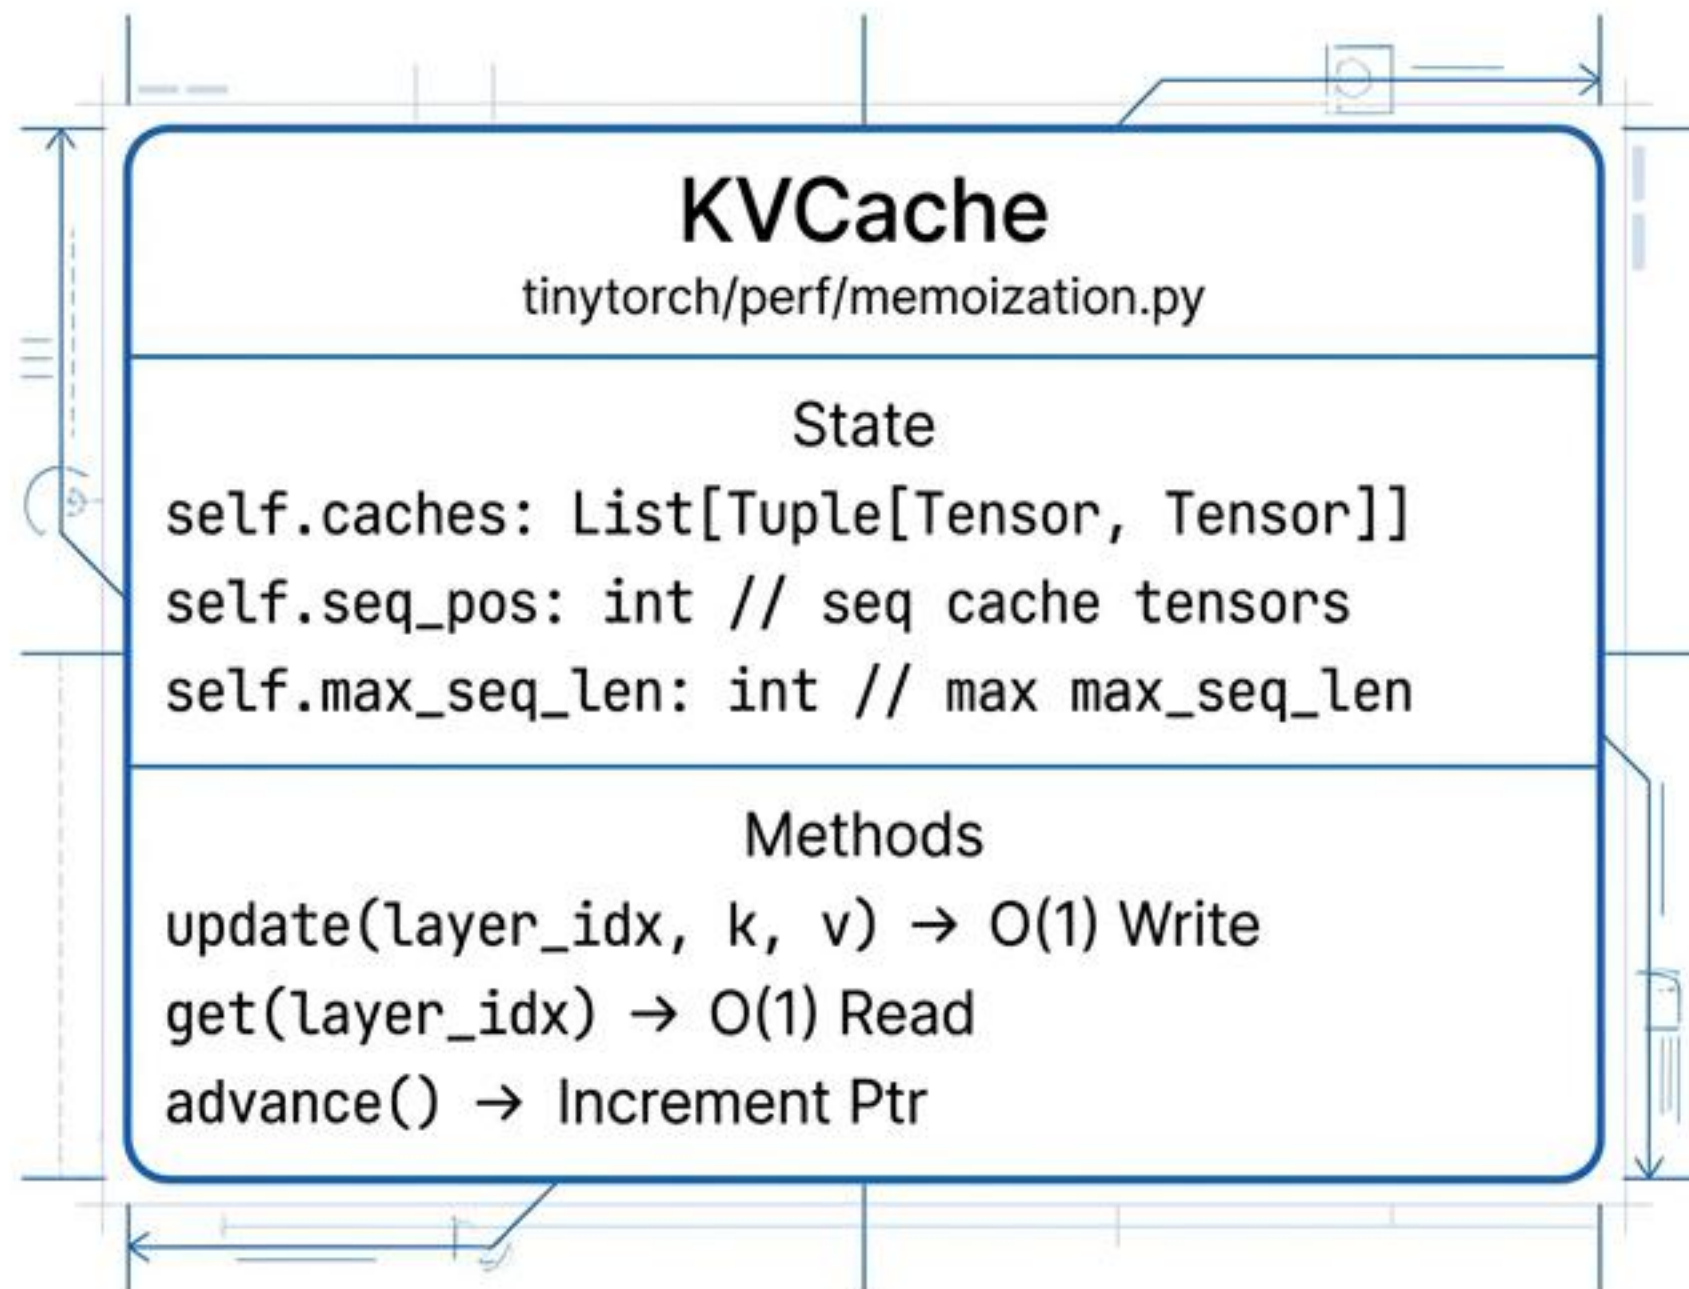 KVCache
tinytorch/perf/memoization.py
State
self.caches: List[Tuple[Tensor, Tensor]]
self.seq_pos: int // seq cache tensors
self.max_seq_len: int // max max_seq_len
Methods
update(layer_idx, k, v) → O(1) Write
get(layer_idx) → O(1) Read
advance() → Increment Ptr